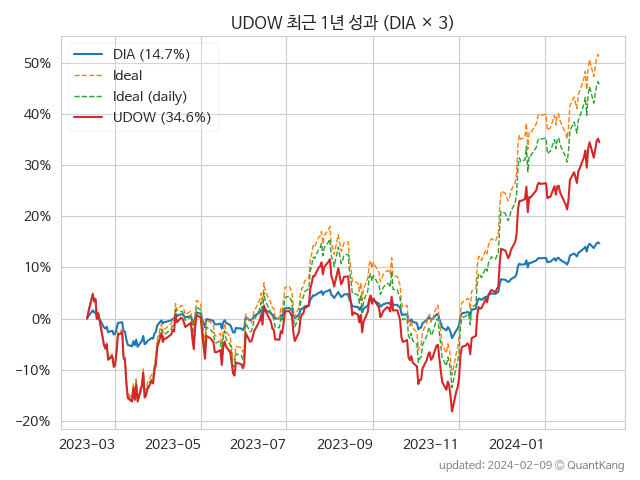 UDOW 최근 1년 성과 (DIA × 3)
DIA (14.7%)
Ideal
Ideal (daily)
UDOW (34.6%)
50%
40%
30%
20%
10%
0%
−10%
−20%
2023−03 2023−05 2023−07 2023−09 2023−11 2024−01
updated: 2024-02-09 © QuantKang